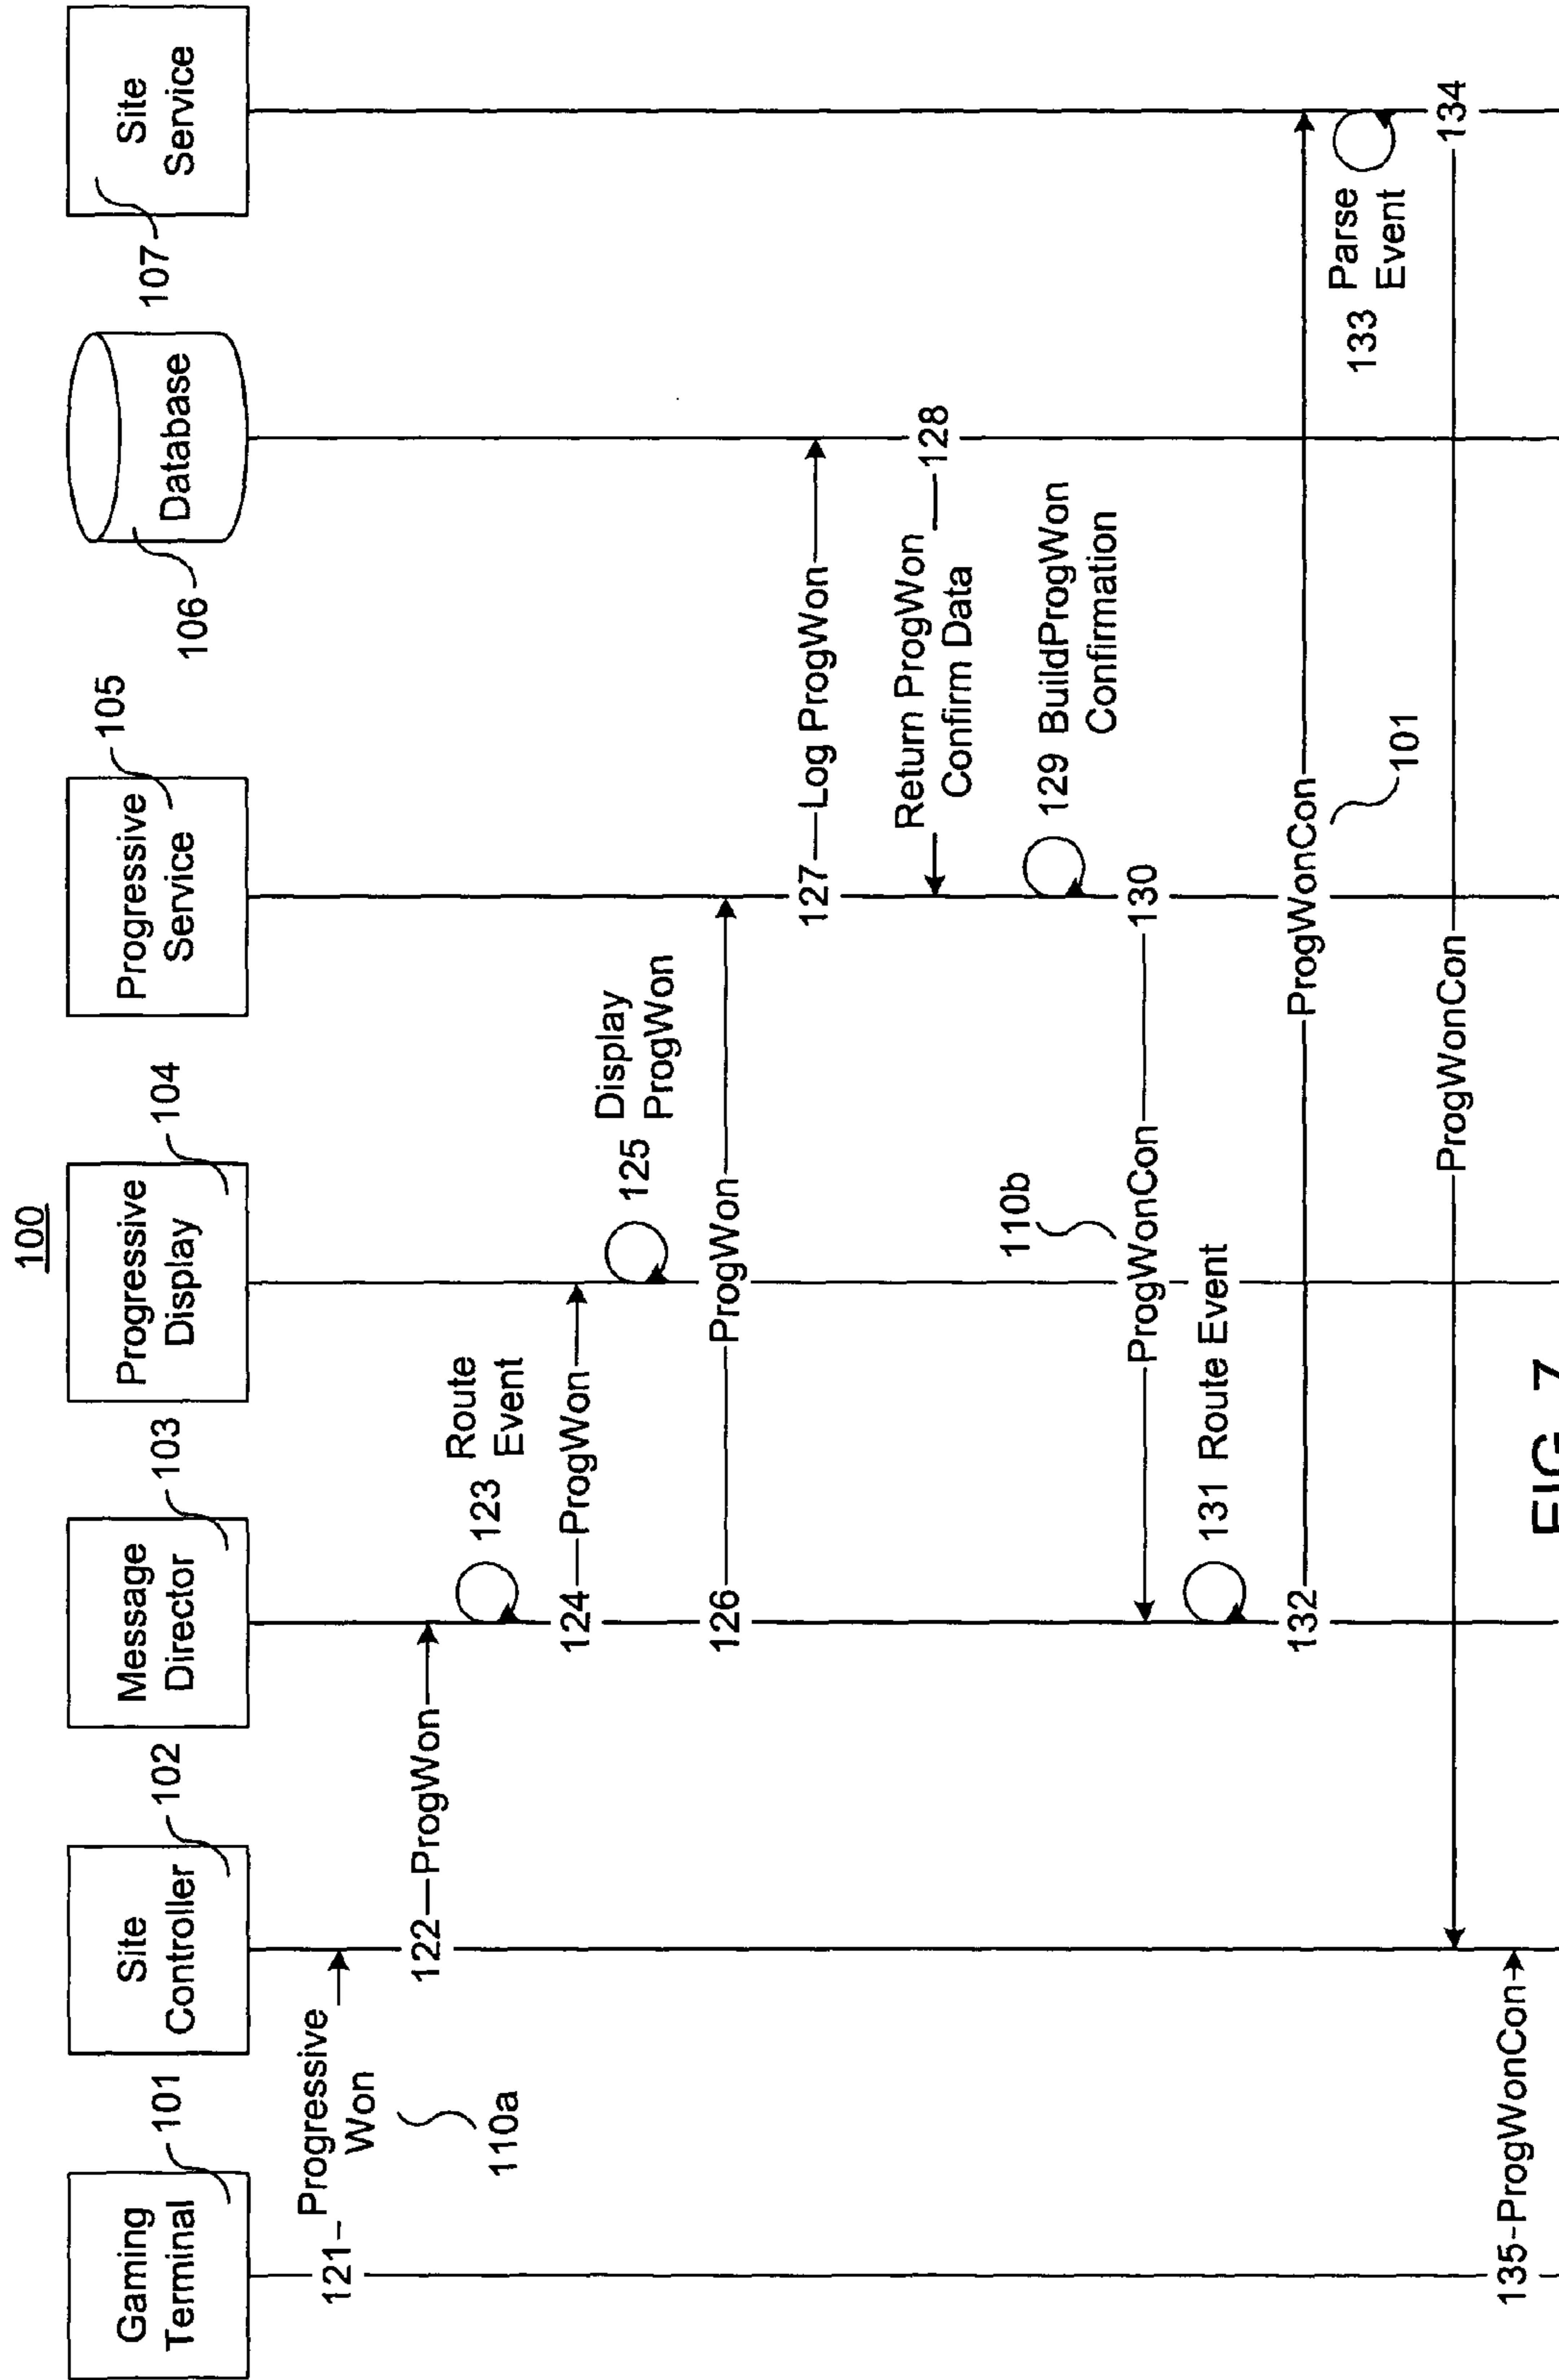 100
Gaming
Terminal
101
Site
Controller
102
Message
Director
103
Progressive
Display
104
Progressive
Service
105
Database
106
Site
Service
107
121
Progressive
Won
110a
122
ProgWon
123 Route
Event
124
ProgWon
125 Display
ProgWon
126
ProgWon
127
Log ProgWon
Return ProgWon
Confirm Data
128
129 BuildProgWon
Confirmation
130
ProgWonCon
110b
131 Route Event
132
ProgWonCon
101
133 Parse
Event
134
ProgWonCon
135
ProgWonCon
FIG. 7